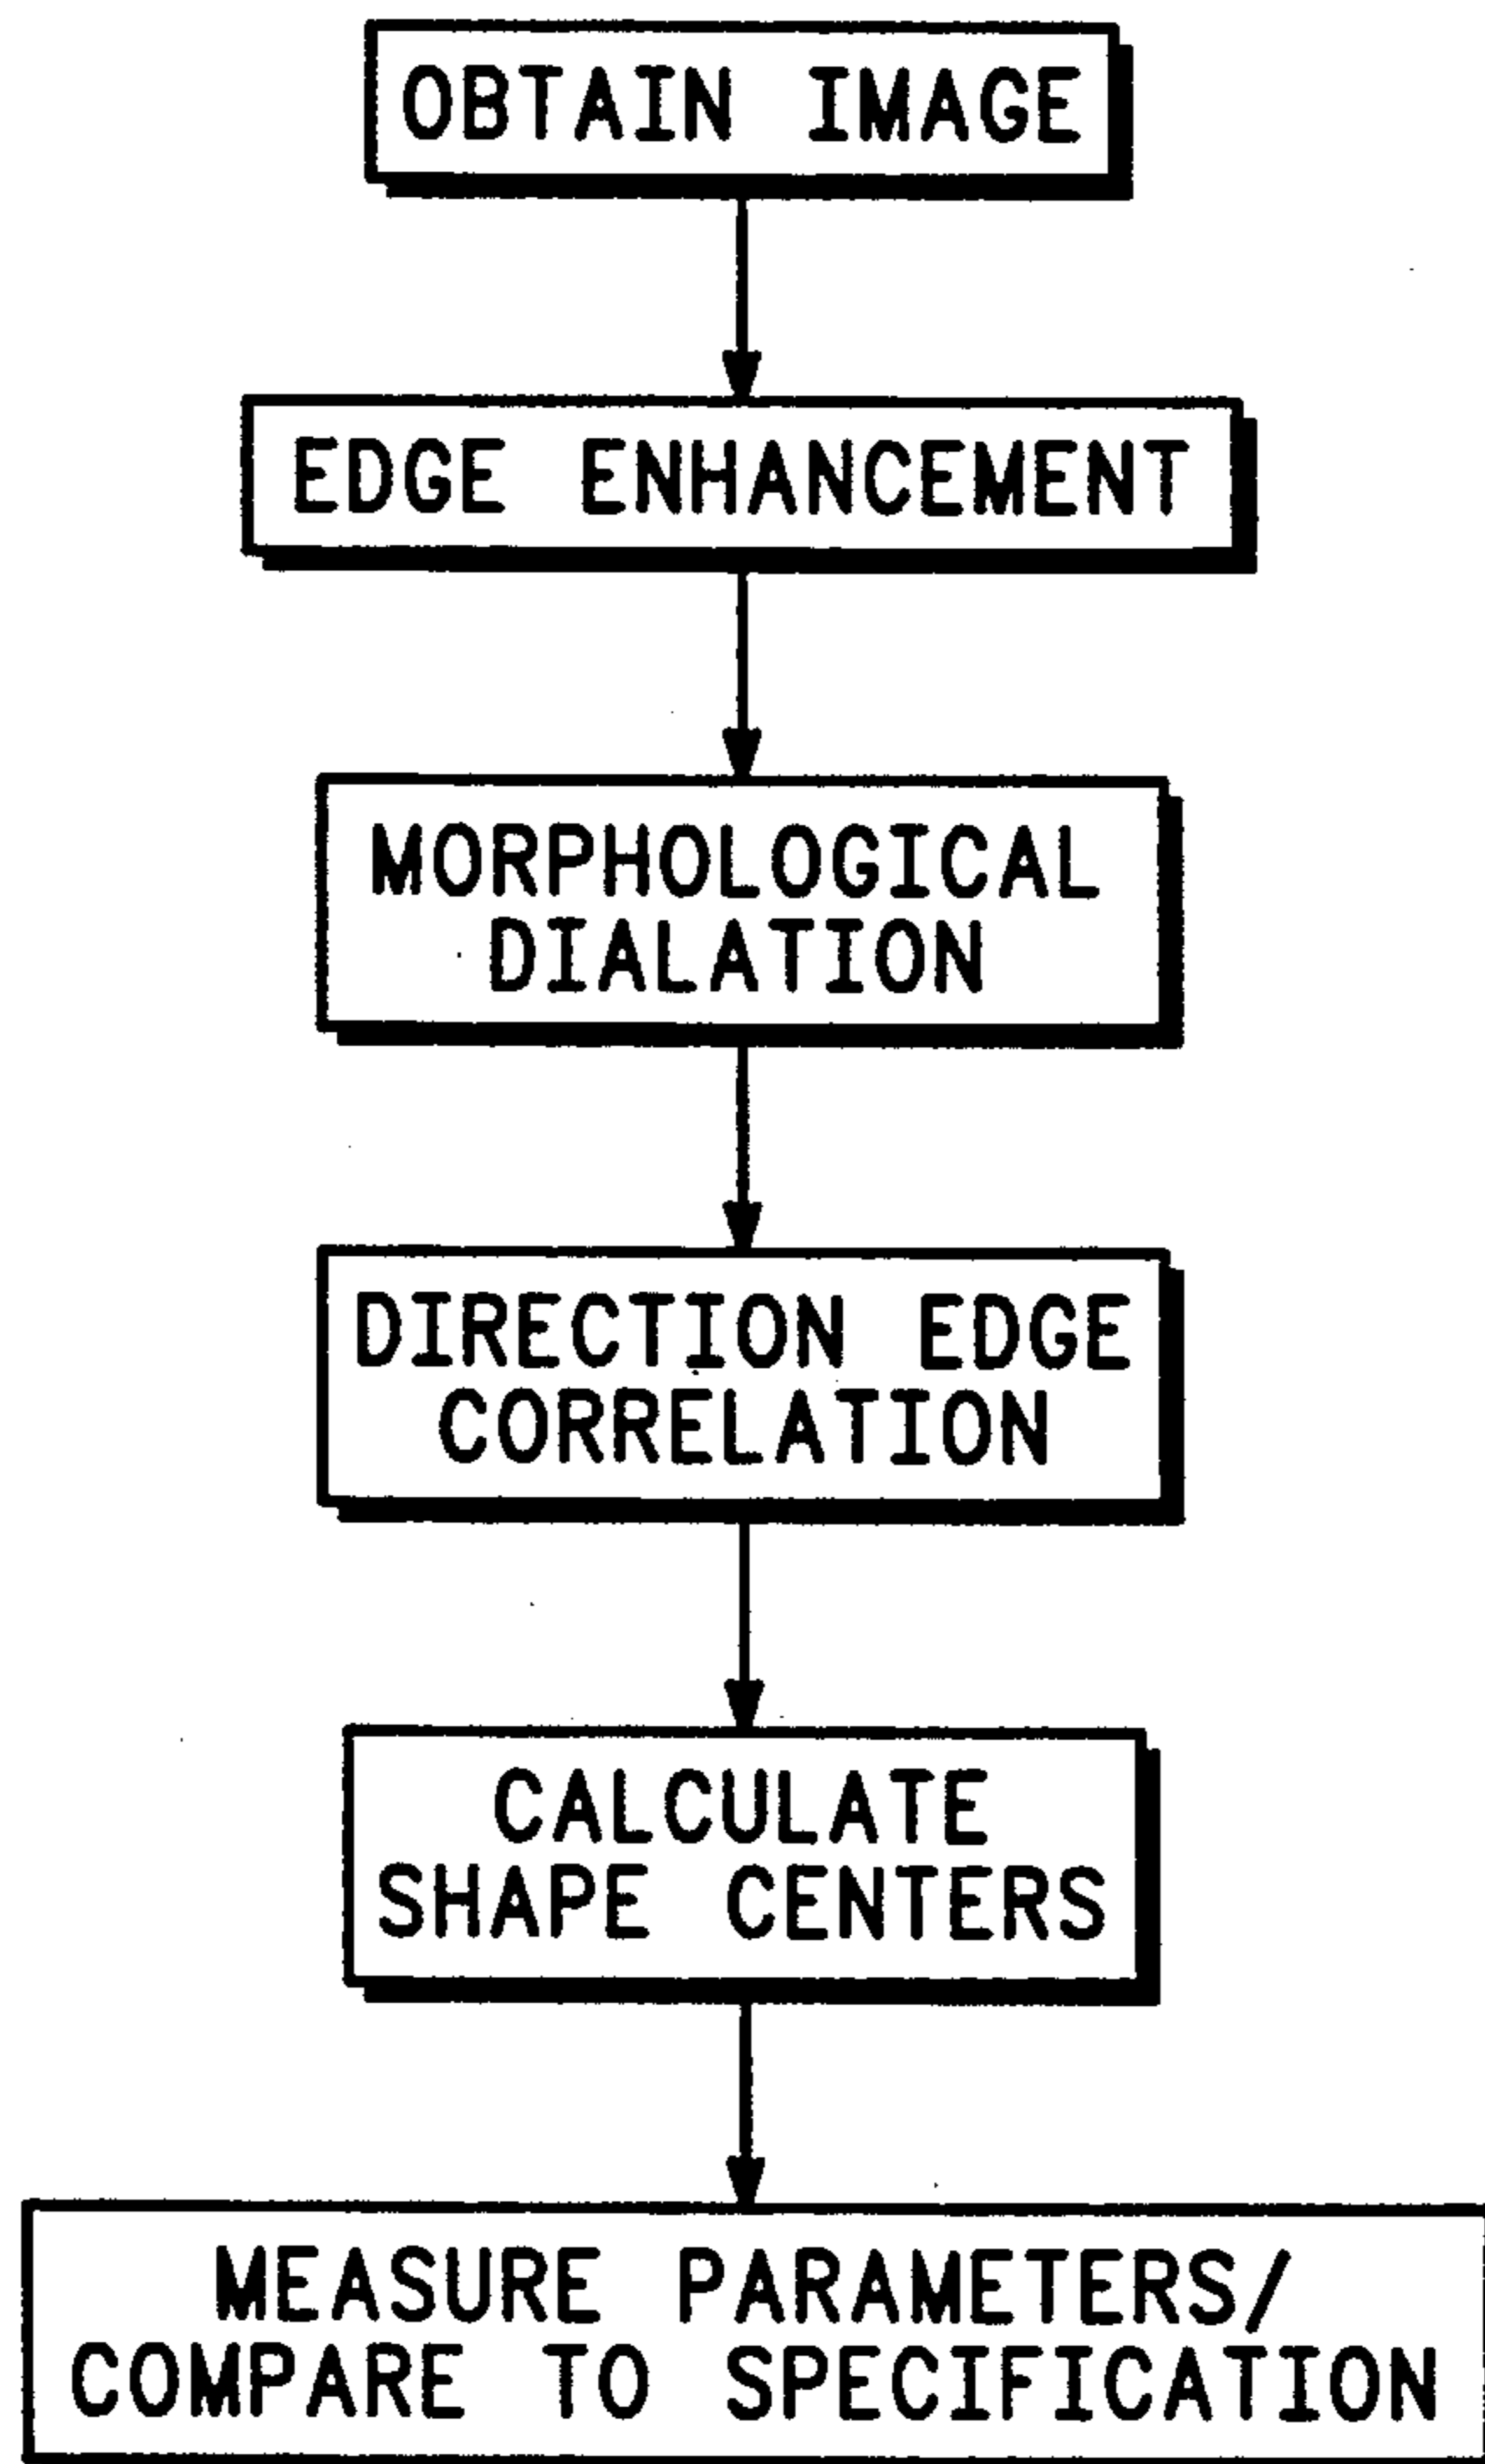 OBTAIN IMAGE
EDGE ENHANCEMENT
MORPHOLOGICAL
DIALATION
DIRECTION EDGE
CORRELATION
CALCULATE
SHAPE CENTERS
MEASURE PARAMETERS/
COMPARE TO SPECIFICATION